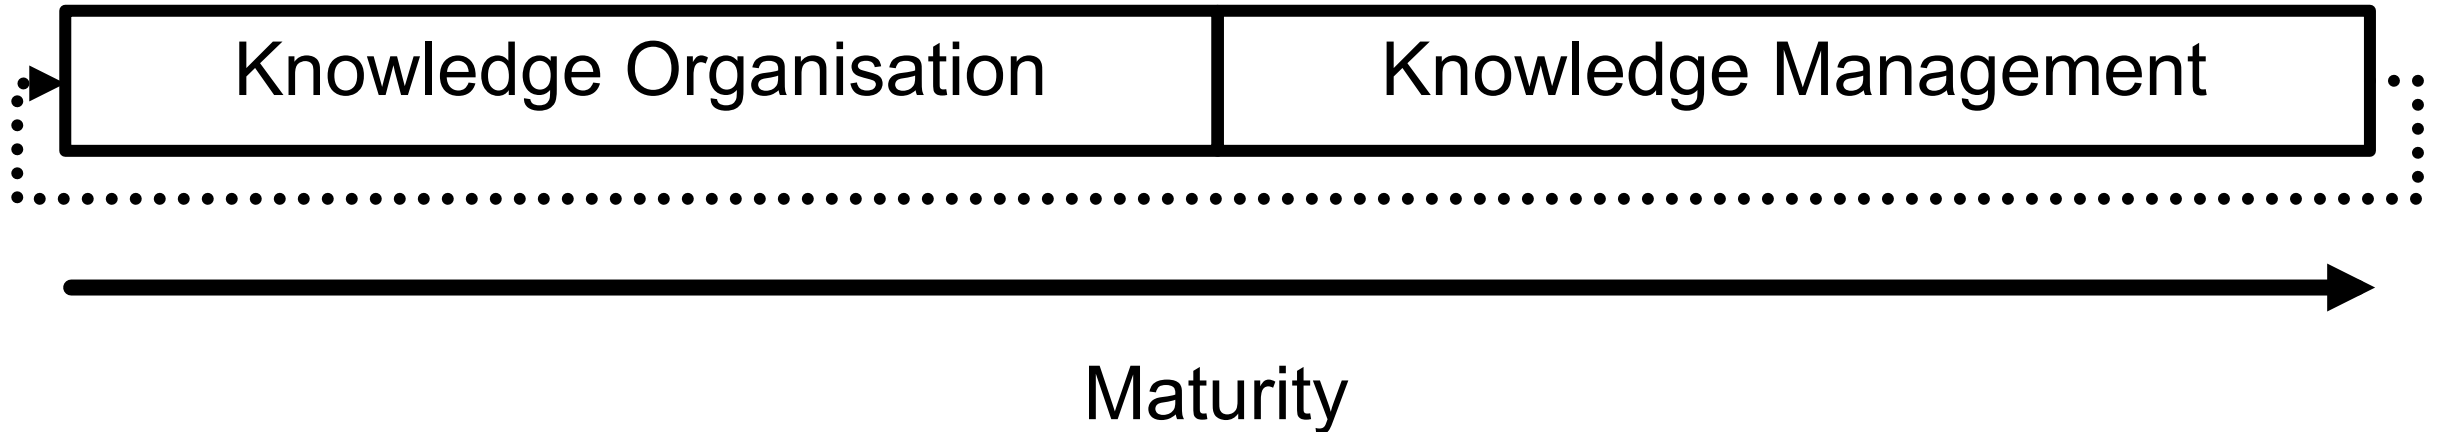 Knowledge Organisation
Knowledge Management
Maturity